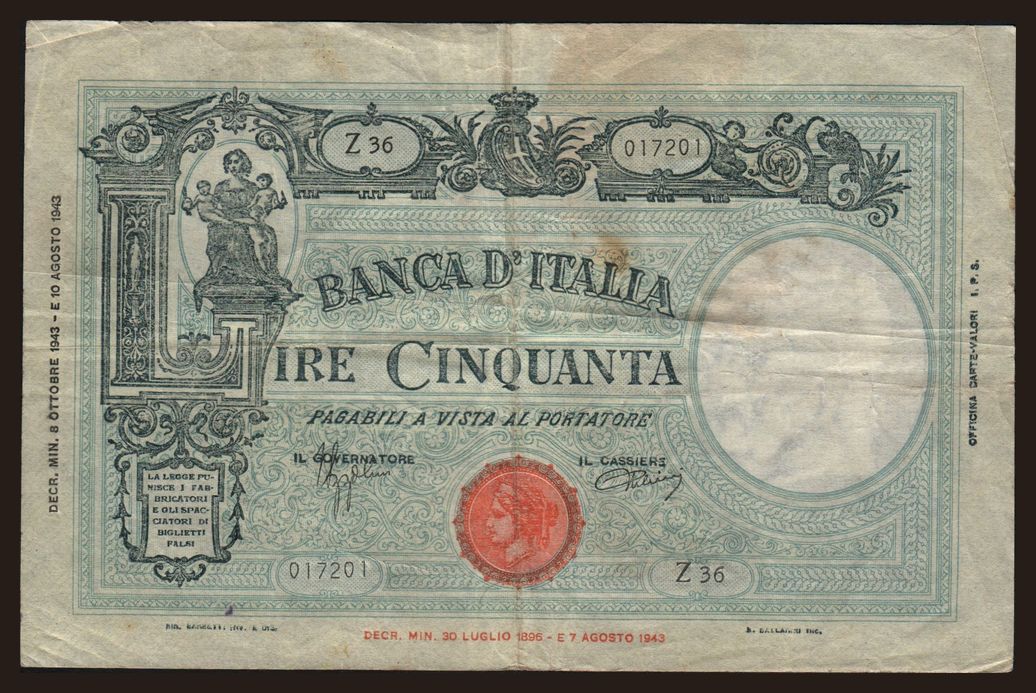 Z 36
017201
BANCA D'ITALIA
LIRE CINQUANTA
PAGABILI A VISTA AL PORTATORE
IL GOVERNATORE
IL CASSIERE
LA LEGGE PU-
NISCE I FAB-
BRICATORI
E GLI SPAC-
CIATORI DI
BIGLIETTI
FALSI
017201
Z 36
DECR. MIN. 30 LUGLIO 1896 - E 7 AGOSTO 1943
DECR. MIN. 8 OTTOBRE 1943 - E 10 AGOSTO 1943
OFFICINA CARTE-VALORI I. P. S.